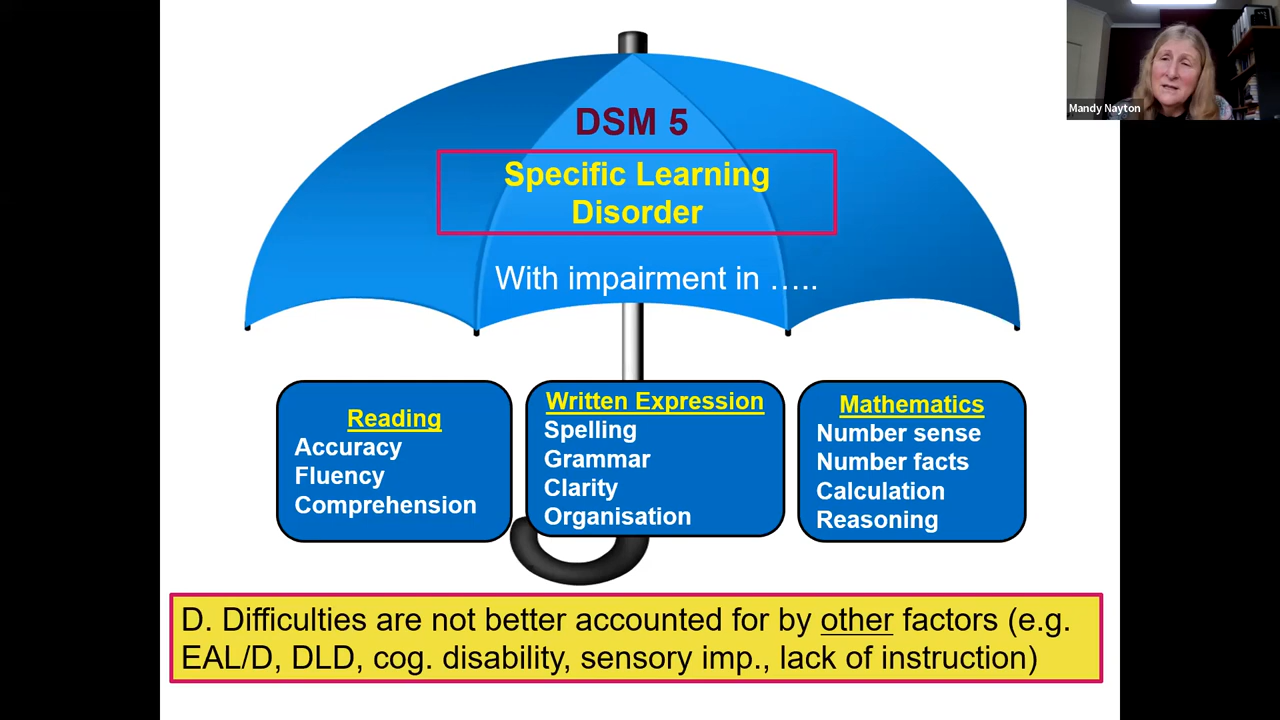 DSM 5
Specific Learning
Disorder
With impairment in …..
Reading
Accuracy
Fluency
Comprehension
Written Expression
Spelling
Grammar
Clarity
Organisation
Mathematics
Number sense
Number facts
Calculation
Reasoning
D. Difficulties are not better accounted for by other factors (e.g.
EAL/D, DLD, cog. disability, sensory imp., lack of instruction)
Mandy Nayton